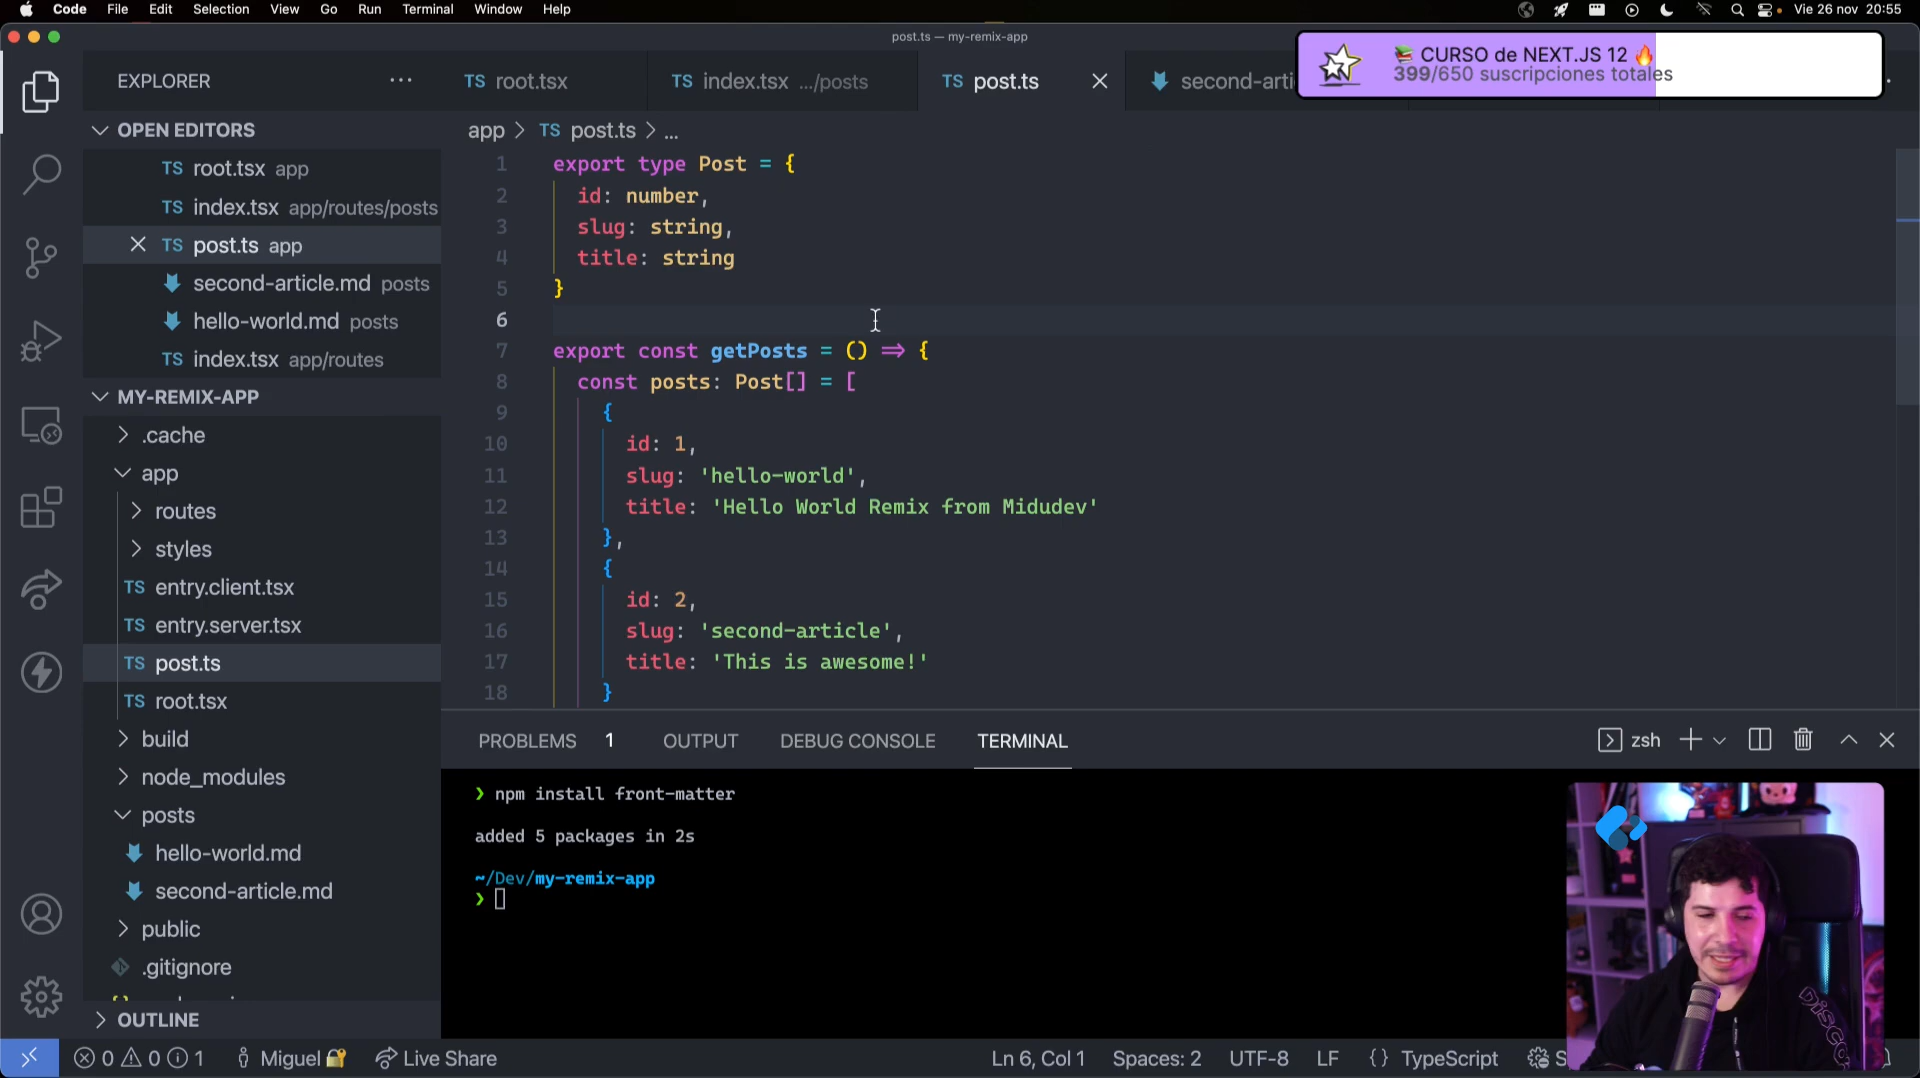 Code File Edit Selection View Go Run Terminal Window Help
Vie 26 nov 20:55
post.ts — my-remix-app
📚 CURSO de NEXT.JS 12 🔥
399/650 suscripciones totales
EXPLORER ...
TS root.tsx
TS index.tsx .../posts
TS post.ts
second-arti
OPEN EDITORS
TS root.tsx app
TS index.tsx app/routes/posts
TS post.ts app
second-article.md posts
hello-world.md posts
TS index.tsx app/routes
MY-REMIX-APP
.cache
app
routes
styles
TS entry.client.tsx
TS entry.server.tsx
TS post.ts
TS root.tsx
build
node_modules
posts
hello-world.md
second-article.md
public
.gitignore
OUTLINE
app > TS post.ts > ...
1 export type Post = {
2 id: number,
3 slug: string,
4 title: string
5 }
6
7 export const getPosts = () => {
8 const posts: Post[] = [
9 {
10 id: 1,
11 slug: 'hello-world',
12 title: 'Hello World Remix from Midudev'
13 },
14 {
15 id: 2,
16 slug: 'second-article',
17 title: 'This is awesome!'
18 }
PROBLEMS 1 OUTPUT DEBUG CONSOLE TERMINAL
zsh
❯ npm install front-matter
added 5 packages in 2s
~/Dev/my-remix-app
❯
0 0 1 Miguel 🔐 Live Share
Ln 6, Col 1 Spaces: 2 UTF-8 LF {} TypeScript